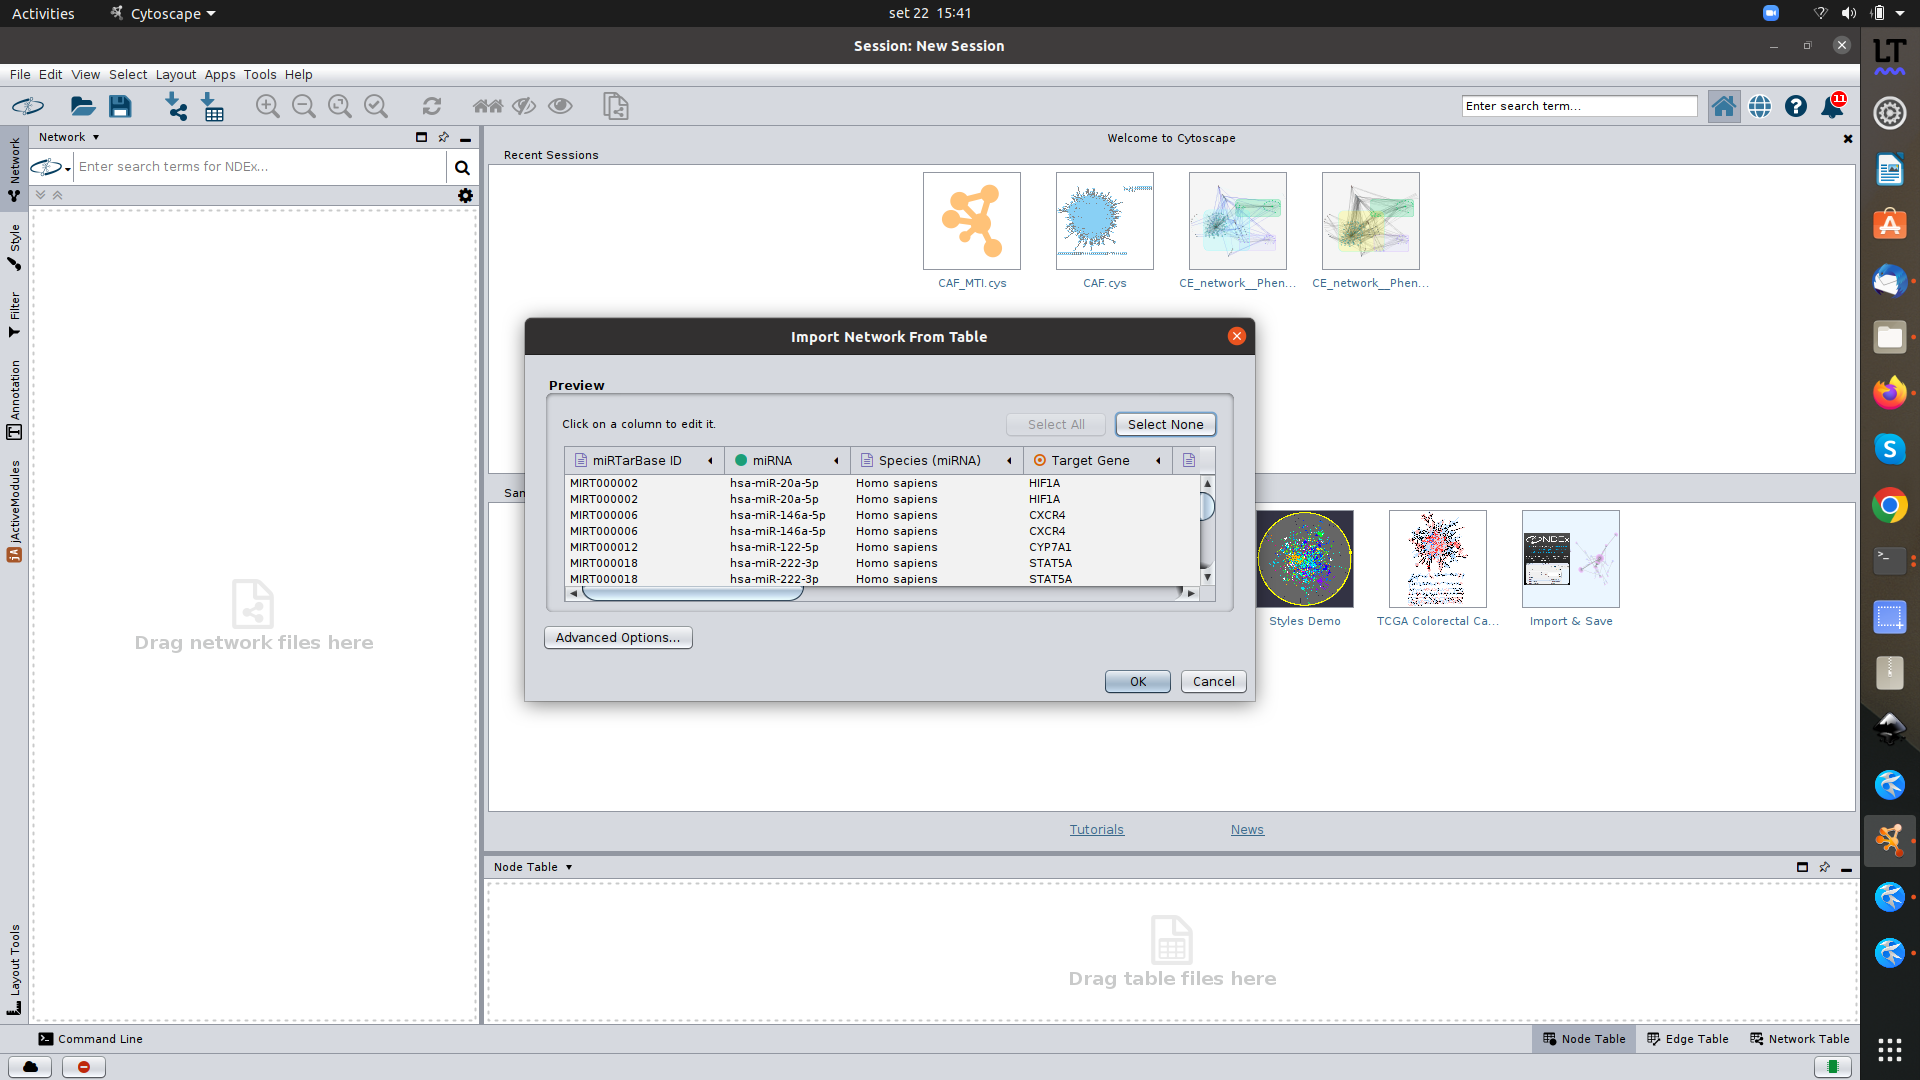 Activities
Cytoscape
set 22 15:41
Session: New Session
File Edit View Select Layout Apps Tools Help
Enter search term...
11
LT
Network
Enter search terms for NDEx...
Network
Style
Filter
Annotation
jActiveModules
Layout Tools
Drag network files here
Welcome to Cytoscape
Recent Sessions
CAF_MTI.cys
CAF.cys
CE_network__Phen...
CE_network__Phen...
Import Network From Table
Preview
Click on a column to edit it.
Select All
Select None
miRTarBase ID miRNA Species (miRNA) Target Gene
MIRT000002 hsa-miR-20a-5p Homo sapiens HIF1A
MIRT000002 hsa-miR-20a-5p Homo sapiens HIF1A
MIRT000006 hsa-miR-146a-5p Homo sapiens CXCR4
MIRT000006 hsa-miR-146a-5p Homo sapiens CXCR4
MIRT000012 hsa-miR-122-5p Homo sapiens CYP7A1
MIRT000018 hsa-miR-222-3p Homo sapiens STAT5A
MIRT000018 hsa-miR-222-3p Homo sapiens STAT5A
Advanced Options...
OK
Cancel
San
NDEx
Styles Demo
TCGA Colorectal Ca...
Import & Save
Tutorials
News
Node Table
Drag table files here
Command Line
Node Table
Edge Table
Network Table